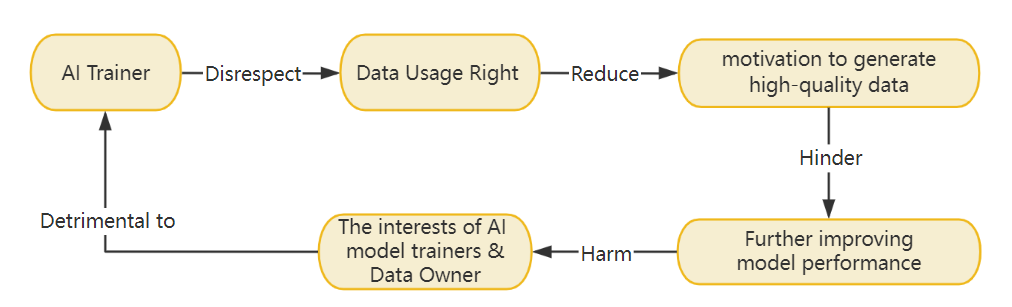 AI Trainer
Disrespect
Data Usage Right
Reduce
motivation to generate
high-quality data
Hinder
Further improving
model performance
Harm
The interests of AI
model trainers &
Data Owner
Detrimental to